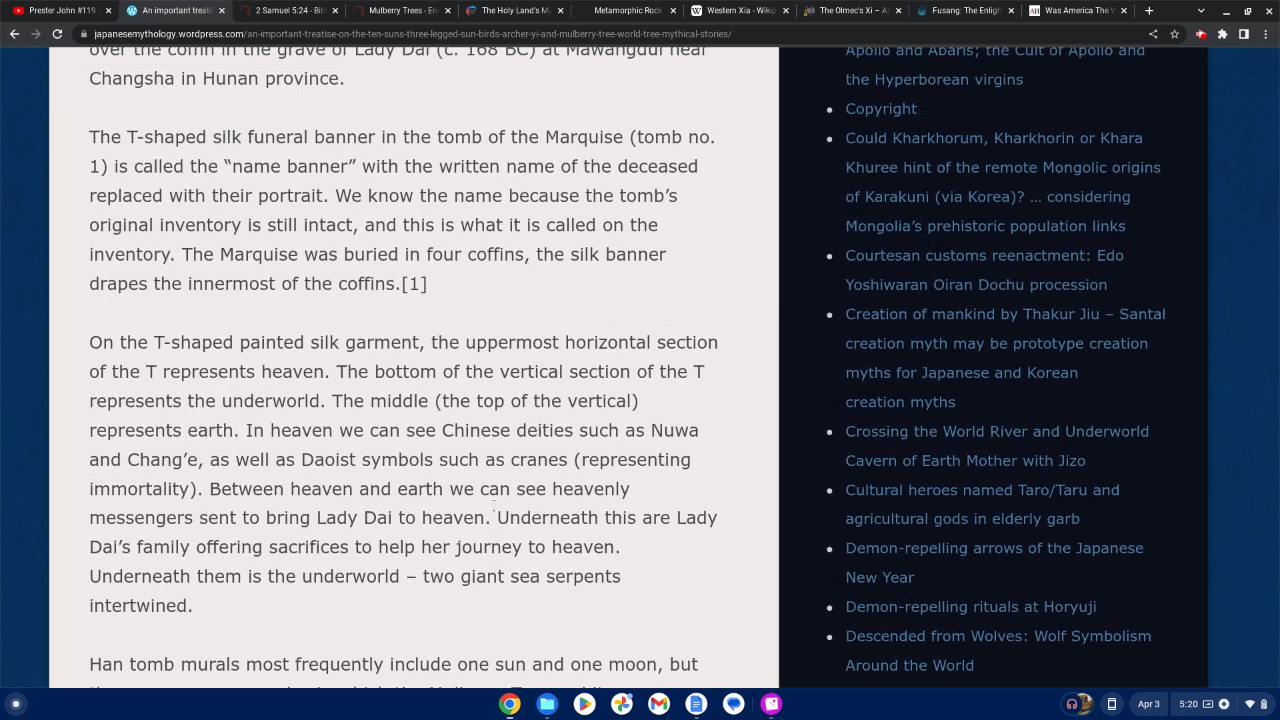 Prester John #119
An important treati
2 Samuel 5:24 - Bib
Mulberry Trees - En
The Holy Land's Mu
Metamorphic Rock
Western Xia - Wikip
The Olmec's Xi – A
Fusang: The Enligh
Was America The W
japanesemythology.wordpress.com/an-important-treatise-on-the-ten-suns-three-legged-sun-birds-archer-yi-and-mulberry-tree-world-tree-mythical-stories/
over the coffin in the grave of Lady Dai (c. 168 BC) at Mawangdui near
Changsha in Hunan province.
The T-shaped silk funeral banner in the tomb of the Marquise (tomb no.
1) is called the “name banner” with the written name of the deceased
replaced with their portrait. We know the name because the tomb’s
original inventory is still intact, and this is what it is called on the
inventory. The Marquise was buried in four coffins, the silk banner
drapes the innermost of the coffins.[1]
On the T-shaped painted silk garment, the uppermost horizontal section
of the T represents heaven. The bottom of the vertical section of the T
represents the underworld. The middle (the top of the vertical)
represents earth. In heaven we can see Chinese deities such as Nuwa
and Chang’e, as well as Daoist symbols such as cranes (representing
immortality). Between heaven and earth we can see heavenly
messengers sent to bring Lady Dai to heaven. Underneath this are Lady
Dai’s family offering sacrifices to help her journey to heaven.
Underneath them is the underworld – two giant sea serpents
intertwined.
Han tomb murals most frequently include one sun and one moon, but
Apollo and Abaris; the Cult of Apollo and
the Hyperborean virgins
Copyright
Could Kharkhorum, Kharkhorin or Khara
Khuree hint of the remote Mongolic origins
of Karakuni (via Korea)? … considering
Mongolia’s prehistoric population links
Courtesan customs reenactment: Edo
Yoshiwaran Oiran Dochu procession
Creation of mankind by Thakur Jiu – Santal
creation myth may be prototype creation
myths for Japanese and Korean
creation myths
Crossing the World River and Underworld
Cavern of Earth Mother with Jizo
Cultural heroes named Taro/Taru and
agricultural gods in elderly garb
Demon-repelling arrows of the Japanese
New Year
Demon-repelling rituals at Horyuji
Descended from Wolves: Wolf Symbolism
Around the World
Apr 3
5:20